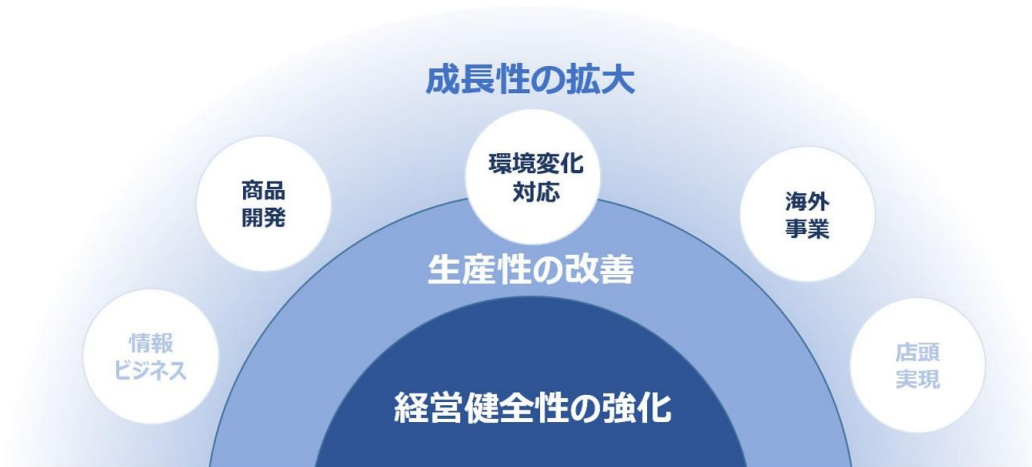 成長性の拡大
環境変化
対応
商品
開発
海外
事業
生産性の改善
情報
ビジネス
店頭
実現
経営健全性の強化